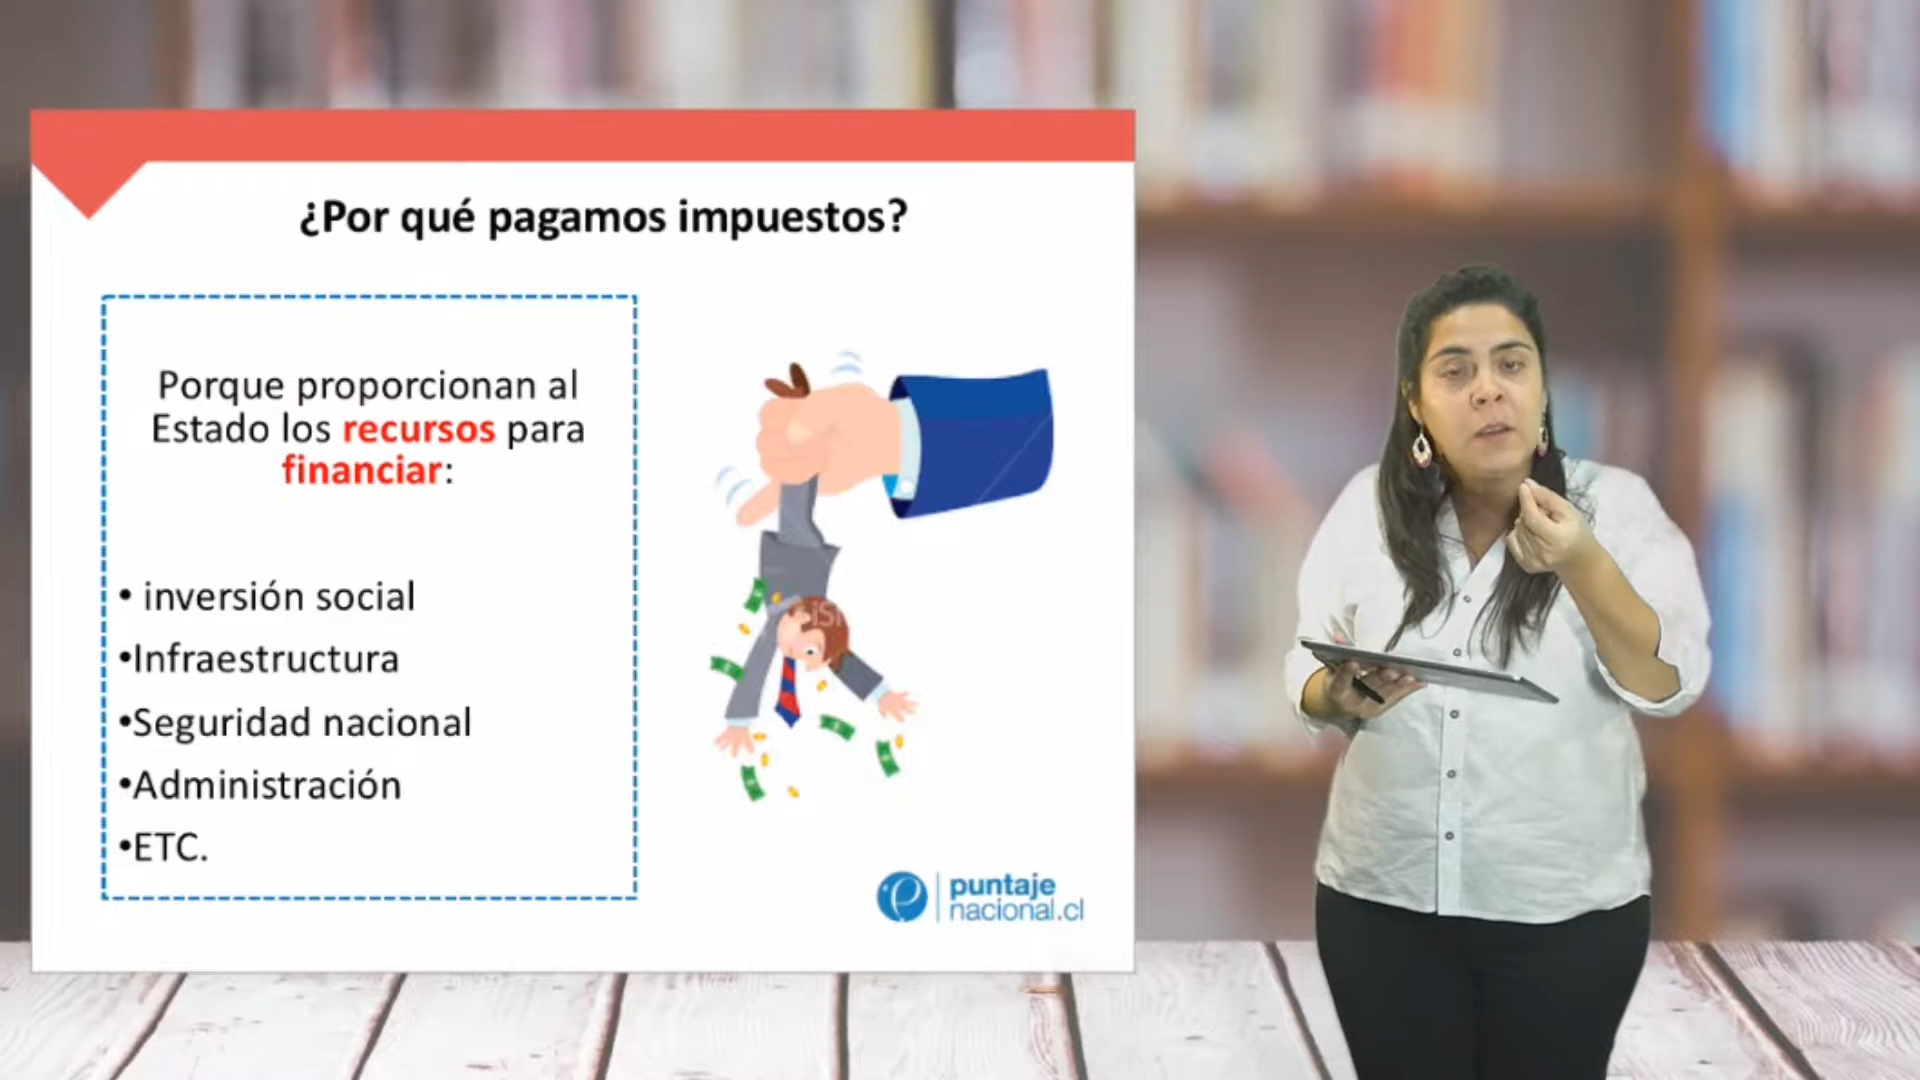 ¿Por qué pagamos impuestos?
Porque proporcionan al
Estado los recursos para
financiar:
• inversión social
•Infraestructura
•Seguridad nacional
•Administración
•ETC.
puntaje
nacional.cl